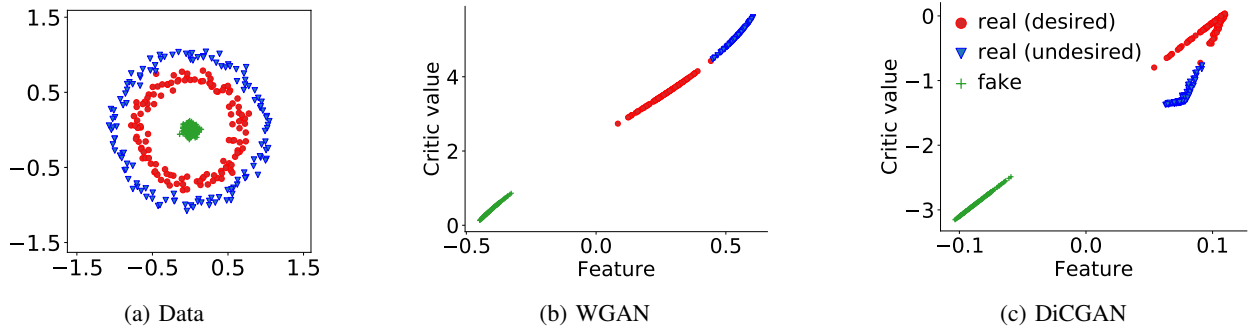 1.5
0.5
−0.5
−1.5
−1.5 −0.5 0.5 1.5
(a) Data
Critic value
4
2
0
−0.5 0.0 0.5
Feature
(b) WGAN
Critic value
0
−1
−2
−3
real (desired)
real (undesired)
fake
−0.1 0.0 0.1
Feature
(c) DiCGAN